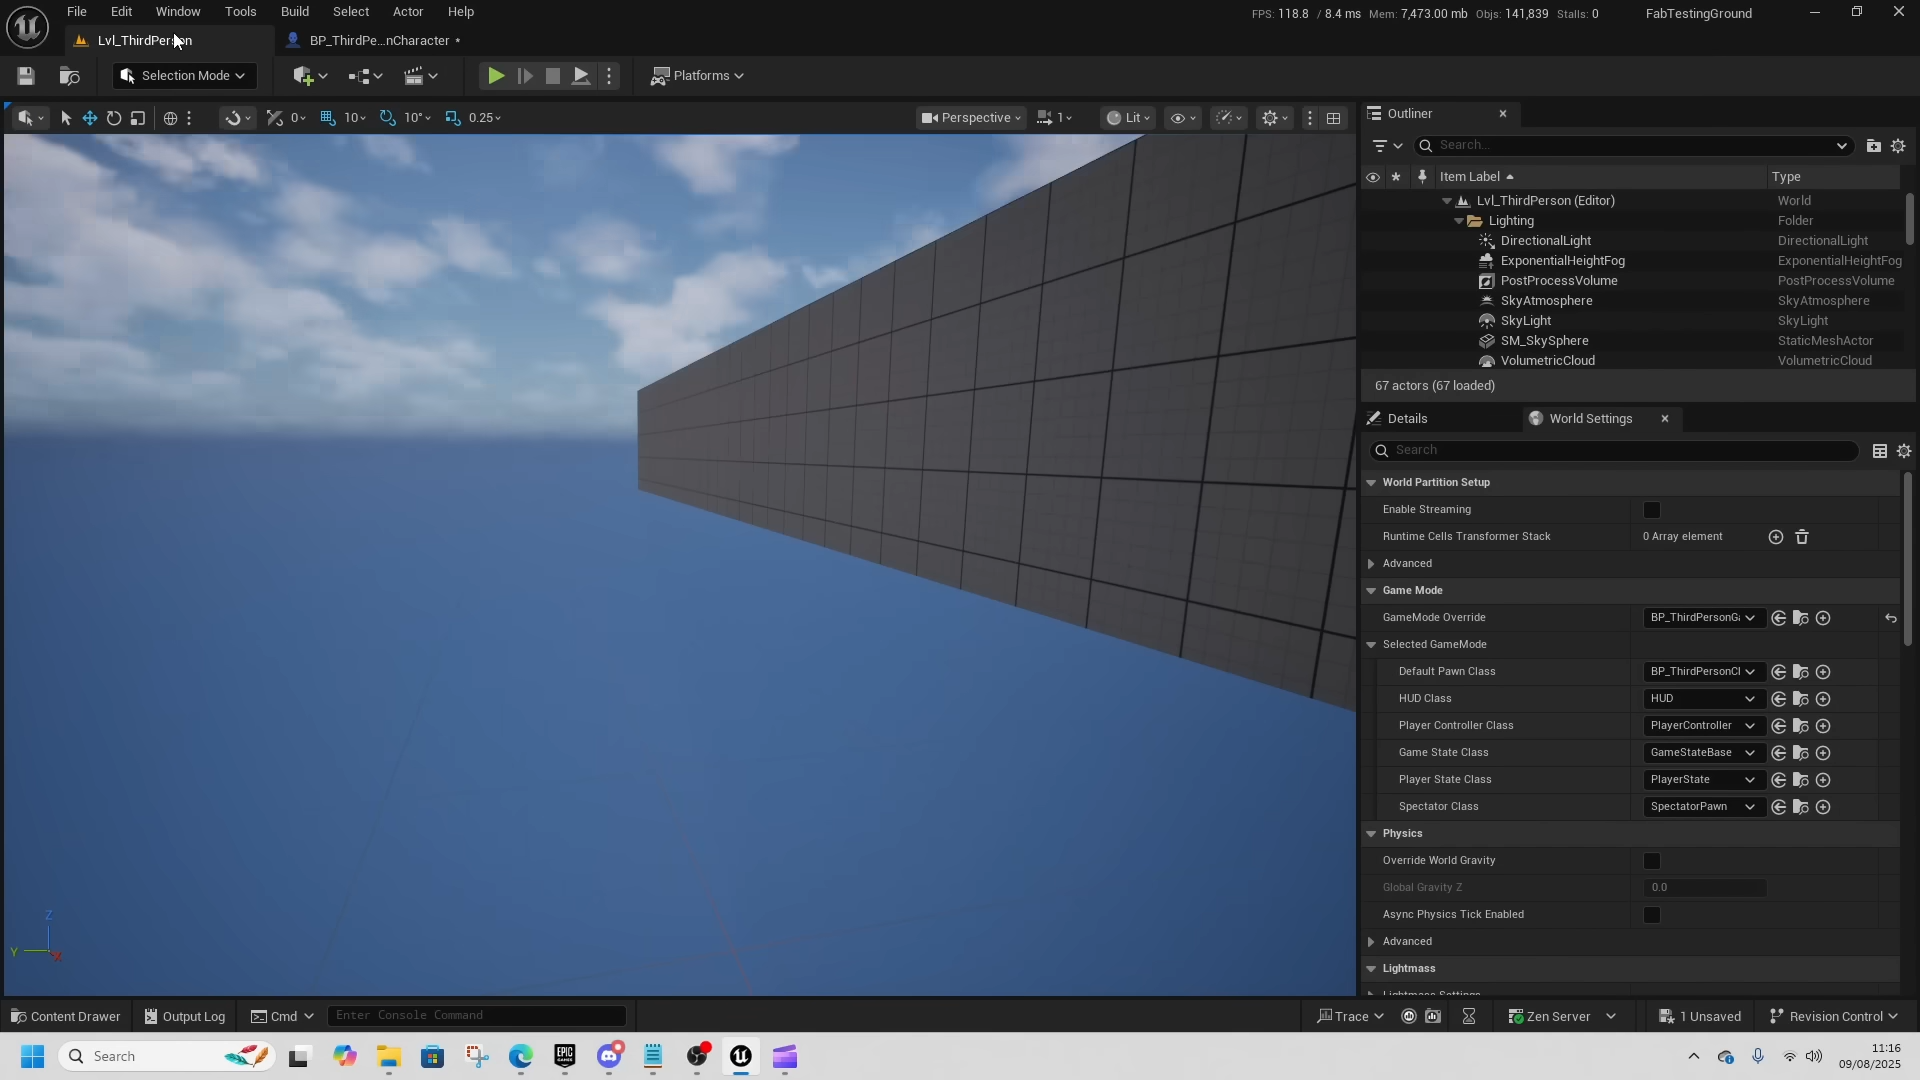 File Edit Window Tools Build Select Actor Help
FPS: 118.8 / 8.4 ms Mem: 7,473.00 mb Objs: 141,839 Stalls: 0
FabTestingGround
Lvl_ThirdPerson
BP_ThirdPe...nCharacter *
Selection Mode
Platforms
0 10 10° 0.25
Perspective 1 Lit
Outliner
Search...
Item Label Type
Lvl_ThirdPerson (Editor) World
Lighting Folder
DirectionalLight DirectionalLight
ExponentialHeightFog ExponentialHeightFog
PostProcessVolume PostProcessVolume
SkyAtmosphere SkyAtmosphere
SkyLight SkyLight
SM_SkySphere StaticMeshActor
VolumetricCloud VolumetricCloud
67 actors (67 loaded)
Details World Settings
Search
World Partition Setup
Enable Streaming
Runtime Cells Transformer Stack 0 Array element
Advanced
Game Mode
GameMode Override BP_ThirdPersonG
Selected GameMode
Default Pawn Class BP_ThirdPersonCl
HUD Class HUD
Player Controller Class PlayerController
Game State Class GameStateBase
Player State Class PlayerState
Spectator Class SpectatorPawn
Physics
Override World Gravity
Global Gravity Z 0.0
Async Physics Tick Enabled
Advanced
Lightmass
Lightmass Settings
Z
Y
X
Content Drawer Output Log Cmd Enter Console Command
Trace Zen Server 1 Unsaved Revision Control
Search
EPIC GAMES
11:16
09/08/2025